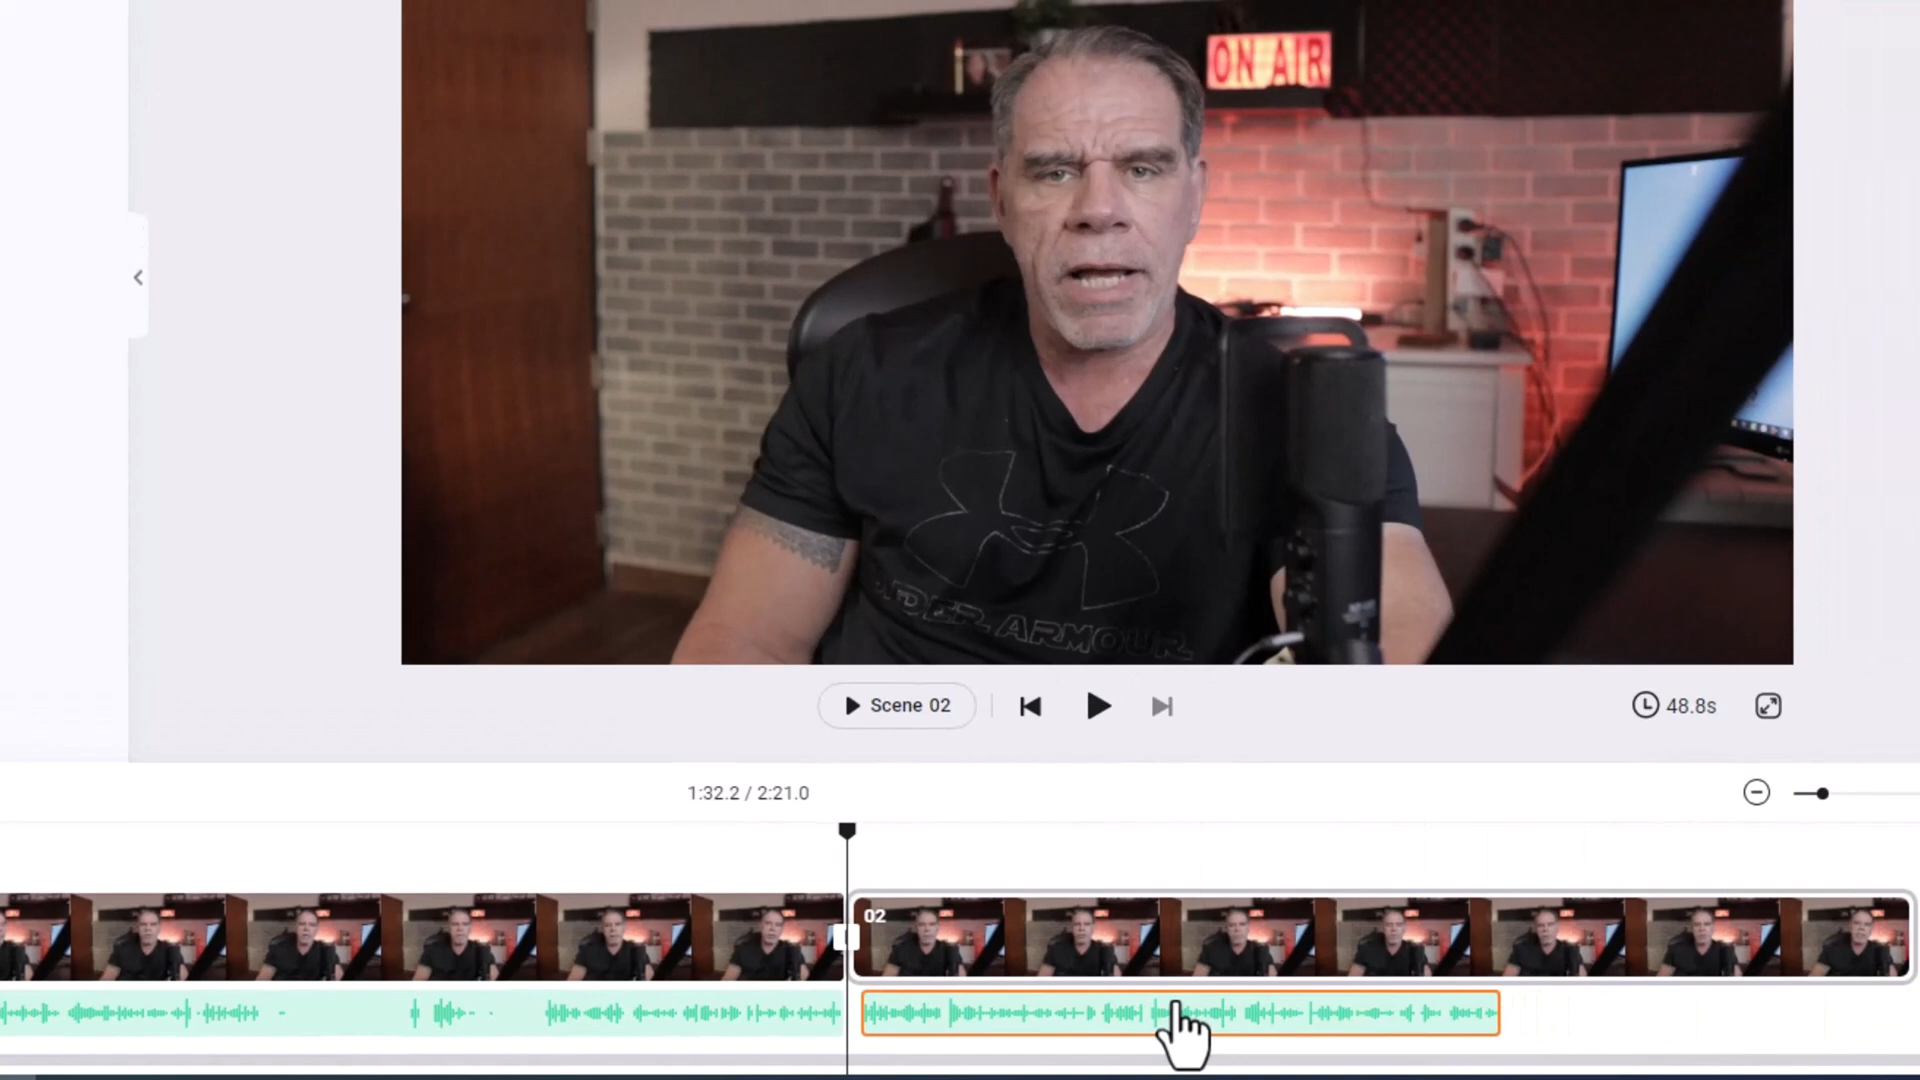 ON AIR
UNDER ARMOUR
Scene 02
48.8s
1:32.2 / 2:21.0
02